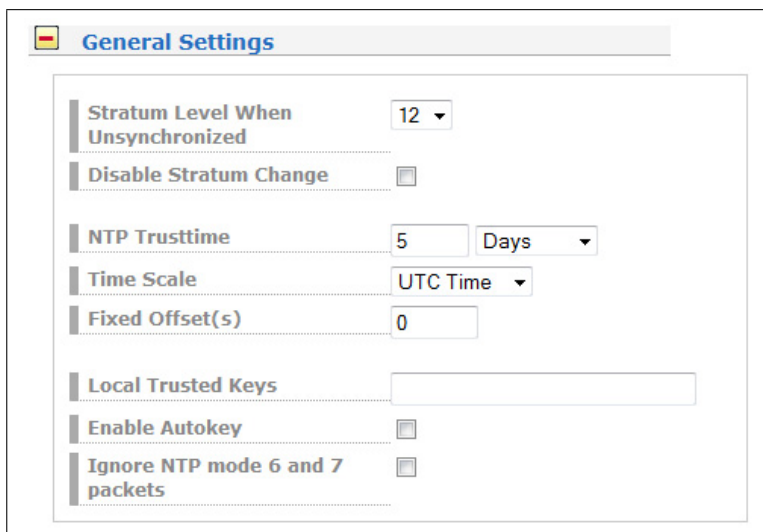 General Settings
Stratum Level When
Unsynchronized
12
Disable Stratum Change
NTP Trusttime
5 Days
Time Scale
UTC Time
Fixed Offset(s)
0
Local Trusted Keys
Enable Autokey
Ignore NTP mode 6 and 7
packets